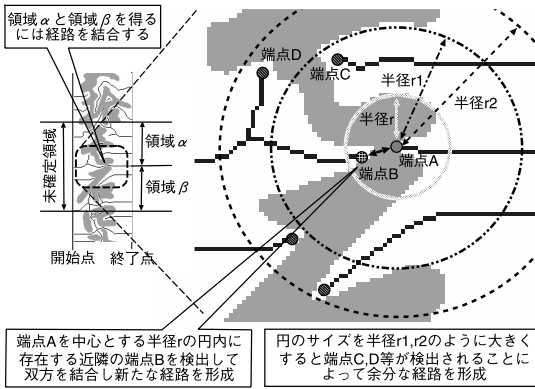 領域αと領域βを得る
には経路を結合する
端点D
端点C
半径r1
半径r2
半径r
端点A
端点B
未確定領域
領域α
領域β
開始点
終了点
端点Aを中心とする半径rの円内に
存在する近隣の端点Bを検出して
双方を結合し新たな経路を形成
円のサイズを半径r1,r2のように大きく
すると端点C,D等が検出されることに
よって余分な経路を形成